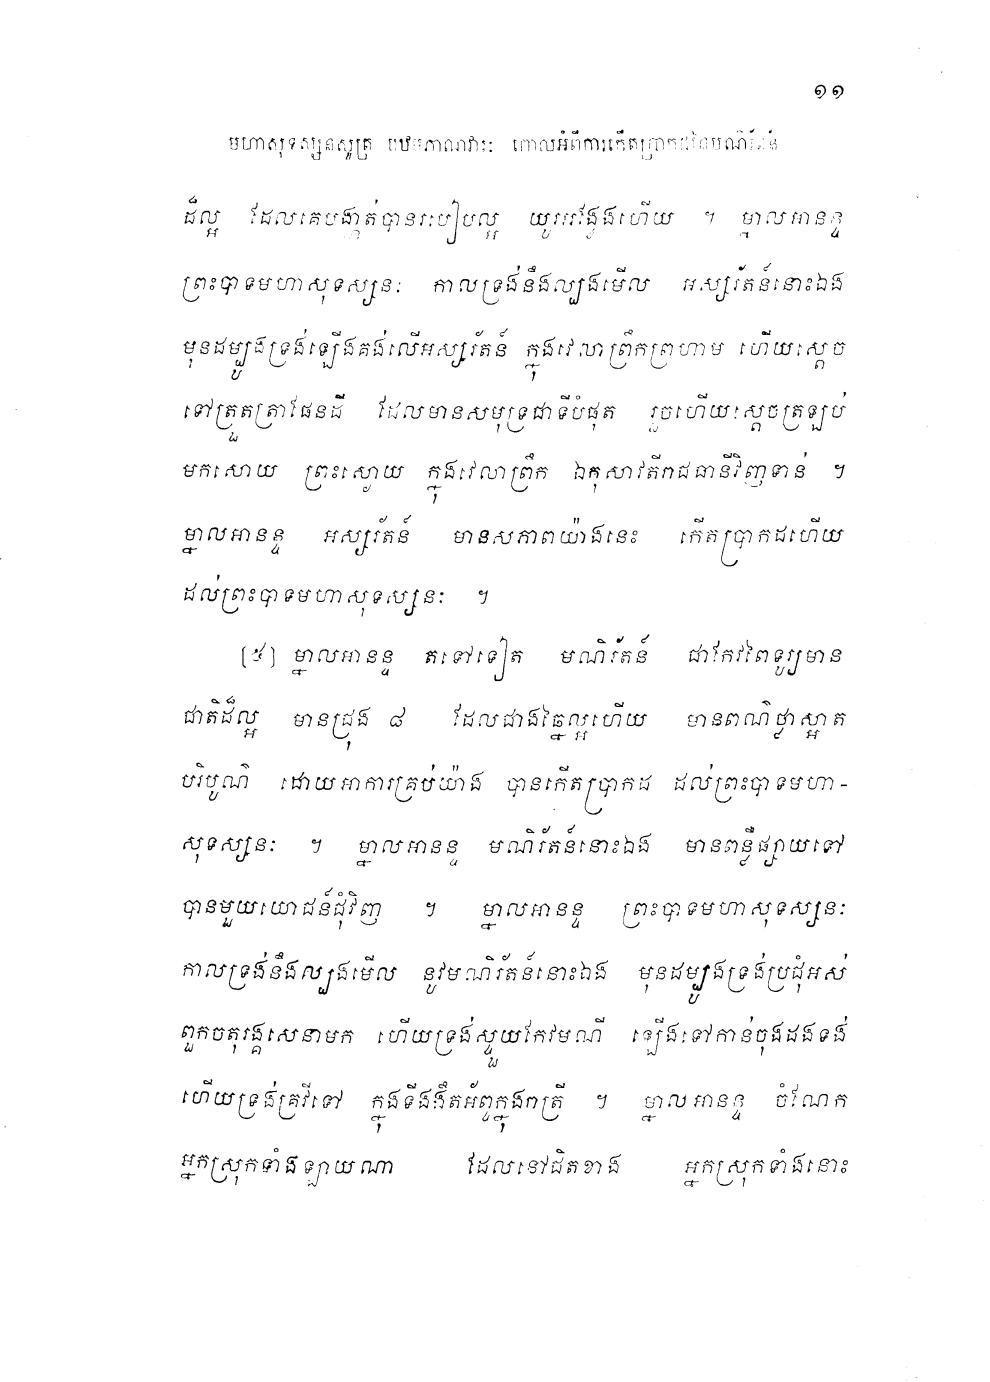 ១១
មហាសុទស្សនសូត្រ បឋមភាណវារៈ ពោលអំពីការកើតប្រាកដនៃមណិរ័តន៍
ដ៏ល្អ ដែលគេបង្ហាត់បានរបៀបល្អ យូរអង្វែងហើយ ។ ម្នាលអានន្ទ
ព្រះបាទមហាសុទស្សនៈ កាលទ្រង់នឹងល្បងមើល អស្សរ័តន៍នោះឯង
មុនដម្បូងទ្រង់ឡើងគង់លើអស្សរ័តន៍ ក្នុងវេលាព្រឹកព្រហាម ហើយស្តេច
ទៅត្រួតត្រាផែនដី ដែលមានសមុទ្រជាទីបំផុត រួចហើយស្តេចត្រឡប់
មកសោយ ព្រះស្ងោយ ក្នុងវេលាព្រឹក ឯកុសាវតីរាជធានីវិញទាន់ ។
ម្នាលអានន្ទ អស្សរ័តន៍ មានសភាពយ៉ាងនេះ កើតប្រាកដហើយ
ដល់ព្រះបាទមហាសុទស្សនៈ ។
(៥) ម្នាលអានន្ទ តទៅទៀត មណិរ័តន៍ ជាកែវពៃទូរ្យមាន
ជាតិដ៏ល្អ មានជ្រុង ៨ ដែលជាងច្នៃល្អហើយ មានពណ៌ថ្លាស្អាត
បរិបូណ៌ ដោយអាការគ្រប់យ៉ាង បានកើតប្រាកដ ដល់ព្រះបាទមហា-
សុទស្សនៈ ។ ម្នាលអានន្ទ មណិរ័តន៍នោះឯង មានពន្លឺផ្សាយទៅ
បានមួយយោជន៍ជុំវិញ ។ ម្នាលអានន្ទ ព្រះបាទមហាសុទស្សនៈ
កាលទ្រង់នឹងល្បងមើល នូវមណិរ័តន៍នោះឯង មុនដម្បូងទ្រង់ប្រជុំអស់
ពួកចតុរង្គសេនាមក ហើយទ្រង់ស្ទួយកែវមណី ឡើងទៅកាន់ចុងដងទង់
ហើយទ្រង់គ្រវីទៅ ក្នុងទីងងឹតអ័ព្ទក្នុងរាត្រី ។ ម្នាលអានន្ទ ចំណែក
អ្នកស្រុកទាំងឡាយណា ដែលនៅជិតខាង អ្នកស្រុកទាំងនោះ